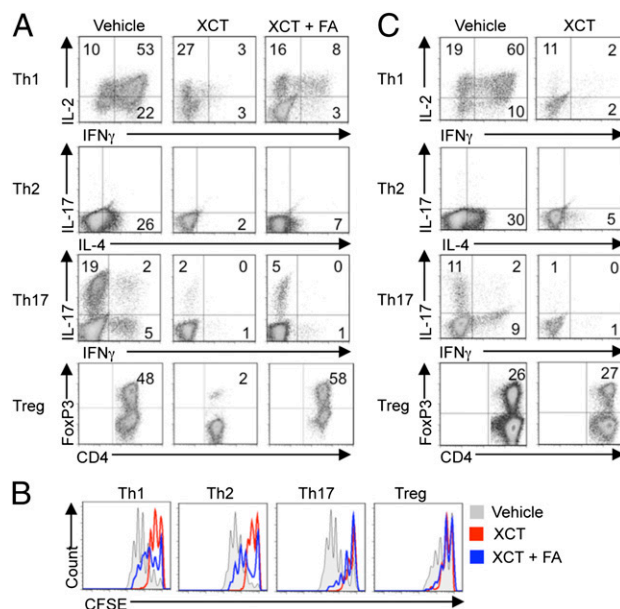 A
Vehicle XCT XCT + FA
Th1
IL-2
10 53 22
27 3 3
16 8 3
IFNγ
Th2
IL-17
26 2 7
IL-4
Th17
IL-17
19 2 5
2 0 1
5 0 1
IFNγ
Treg
FoxP3
48 2 58
CD4
C
Vehicle XCT
Th1
IL-2
19 60 10
11 2 2
IFNγ
Th2
IL-17
30 5
IL-4
Th17
IL-17
11 2 9
1 0 1
IFNγ
Treg
FoxP3
26 27
CD4
B
Th1 Th2 Th17 Treg
Count
CFSE
Vehicle
XCT
XCT + FA